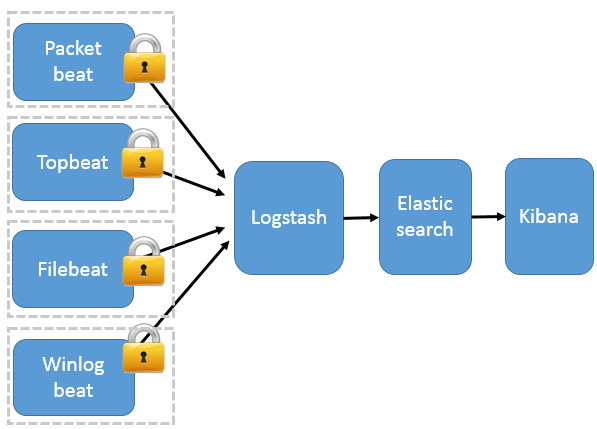 Packet
beat
Topbeat
Filebeat
Winlog
beat
Logstash
Elastic
search
Kibana